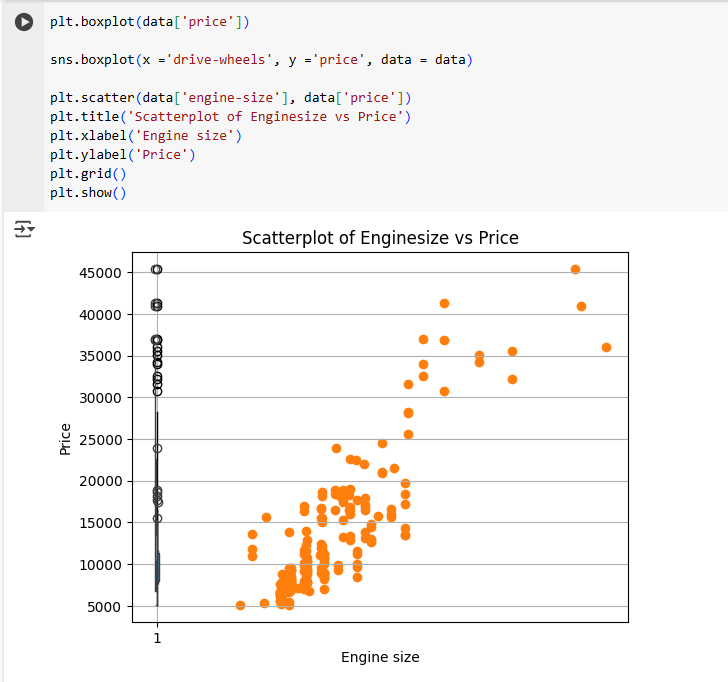 plt.boxplot(data['price'])
sns.boxplot(x ='drive-wheels', y ='price', data = data)
plt.scatter(data['engine-size'], data['price'])
plt.title('Scatterplot of Enginesize vs Price')
plt.xlabel('Engine size')
plt.ylabel('Price')
plt.grid()
plt.show()
Scatterplot of Enginesize vs Price
45000
40000
35000
30000
25000
Price
20000
15000
10000
5000
1
Engine size